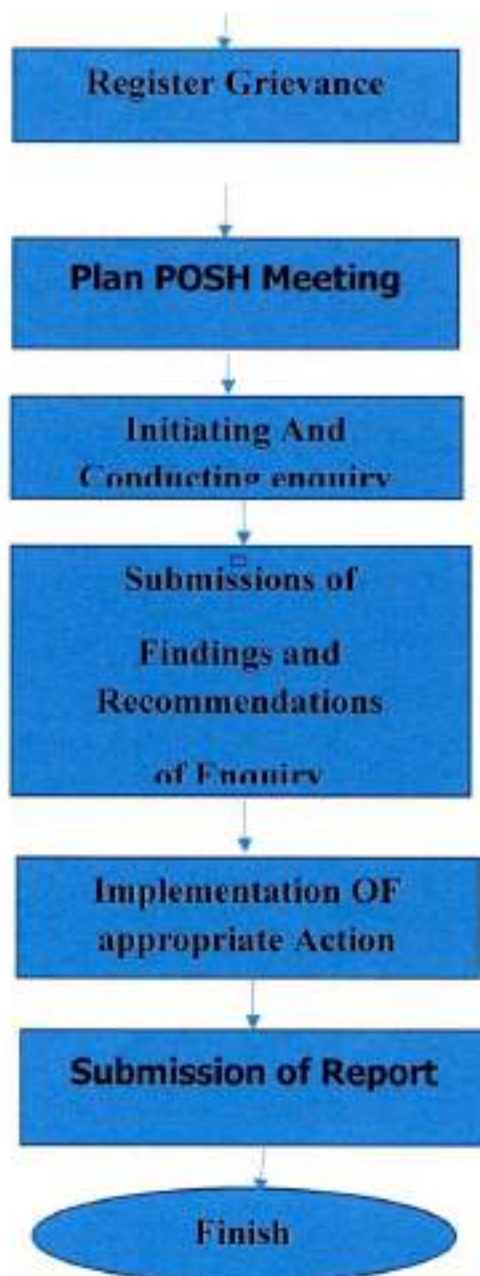 Register Grievance
Plan POSH Meeting
Initiating And
Conducting enquiry
Submissions of
Findings and
Recommendations
of Enquiry
Implementation OF
appropriate Action
Submission of Report
Finish